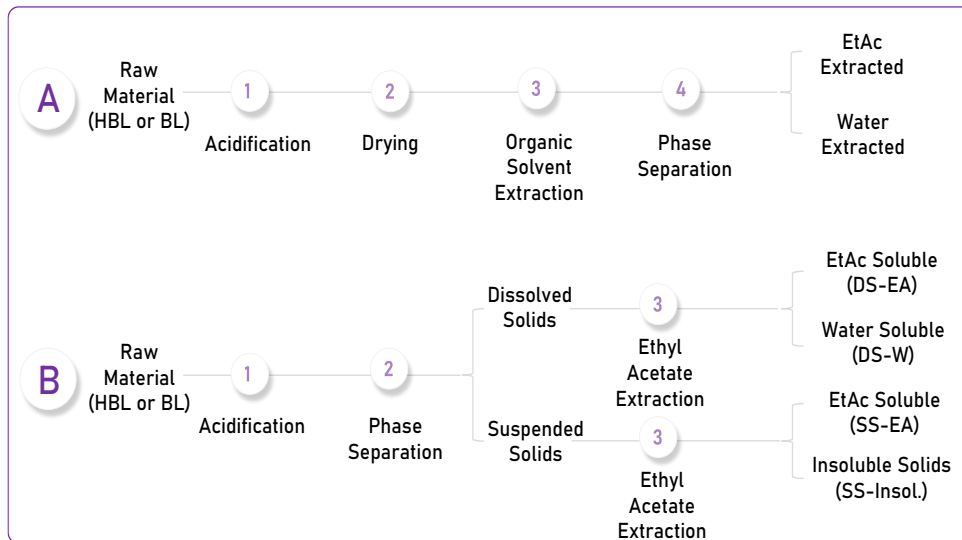 A
Raw
Material
(HBL or BL)
1
Acidification
2
Drying
3
Organic
Solvent
Extraction
4
Phase
Separation
EtAc
Extracted
Water
Extracted
B
Raw
Material
(HBL or BL)
1
Acidification
2
Phase
Separation
Dissolved
Solids
3
Ethyl
Acetate
Extraction
EtAc Soluble
(DS-EA)
Water Soluble
(DS-W)
Suspended
Solids
3
Ethyl
Acetate
Extraction
EtAc Soluble
(SS-EA)
Insoluble Solids
(SS-Insol.)